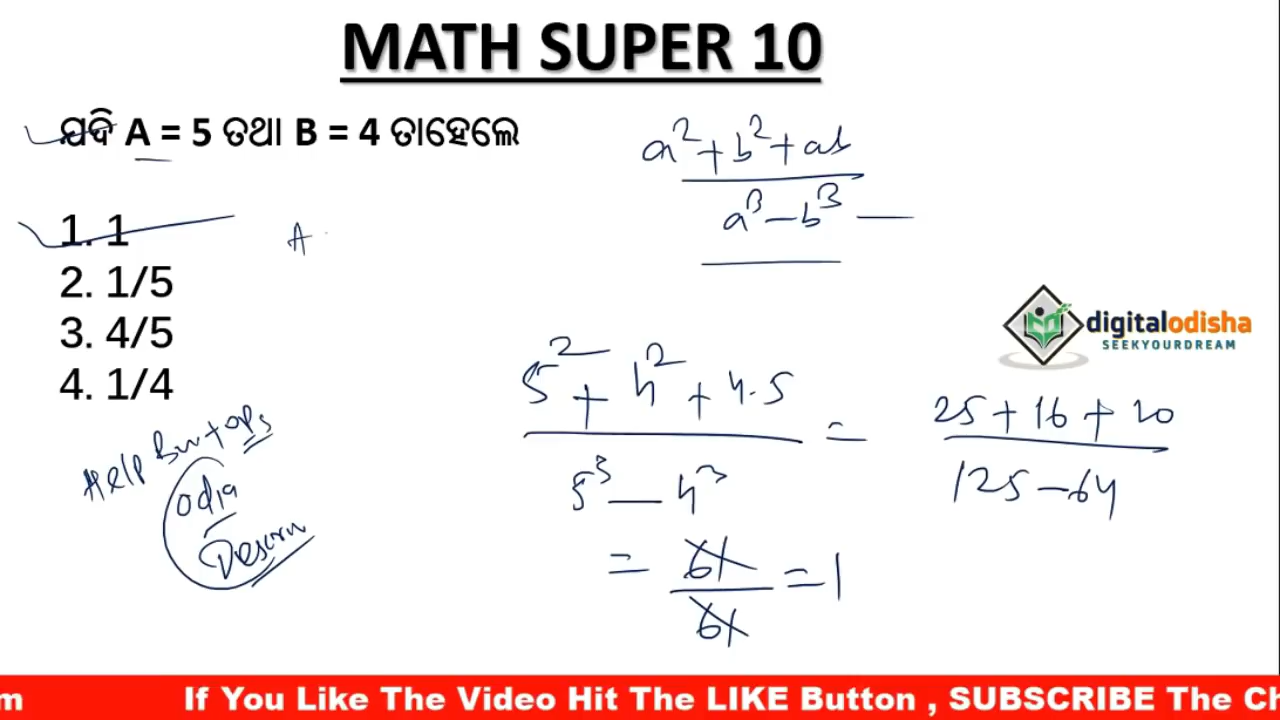 MATH SUPER 10
ଯଦି A = 5 ତଥା B = 4 ତାହେଲେ
a² + b² + ab
a³ - b³
1. 1
A
2. 1/5
3. 4/5
4. 1/4
digitalodisha
SEEKYOURDREAM
5² + 4² + 4.5
5³ - 4³
=
25 + 16 + 20
125 - 64
= 61
61
= 1
Help
odia
If You Like The Video Hit The LIKE Button , SUBSCRIBE The Ch